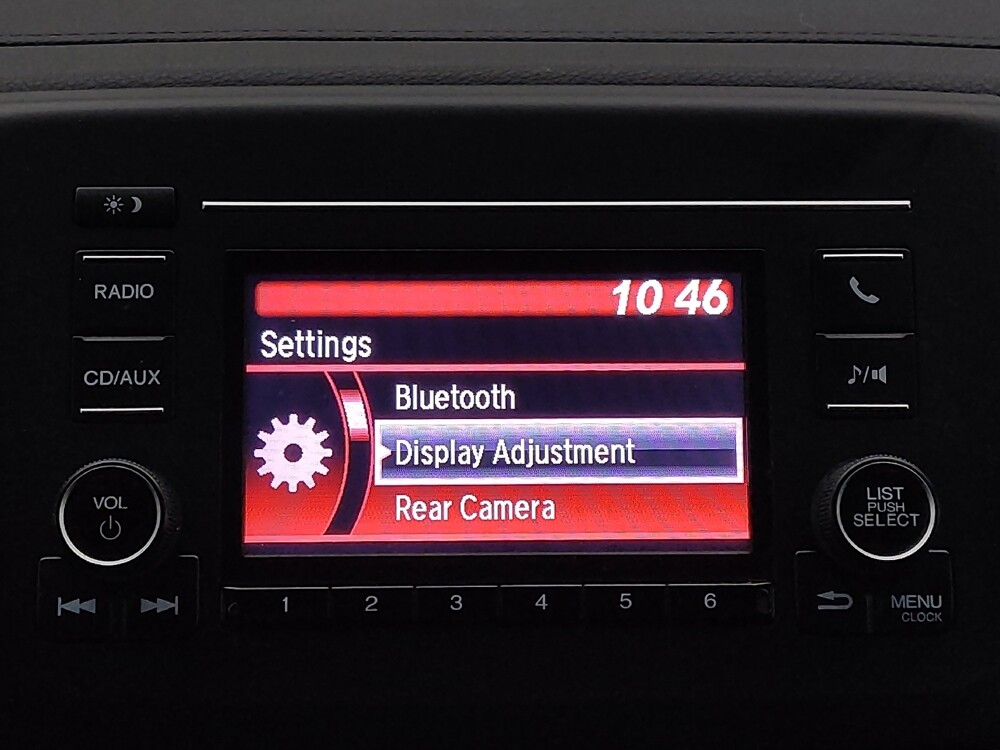 RADIO
CD/AUX
VOL
10 46
Settings
Bluetooth
Display Adjustment
Rear Camera
1 2 3 4 5 6
LIST
PUSH
SELECT
MENU
CLOCK